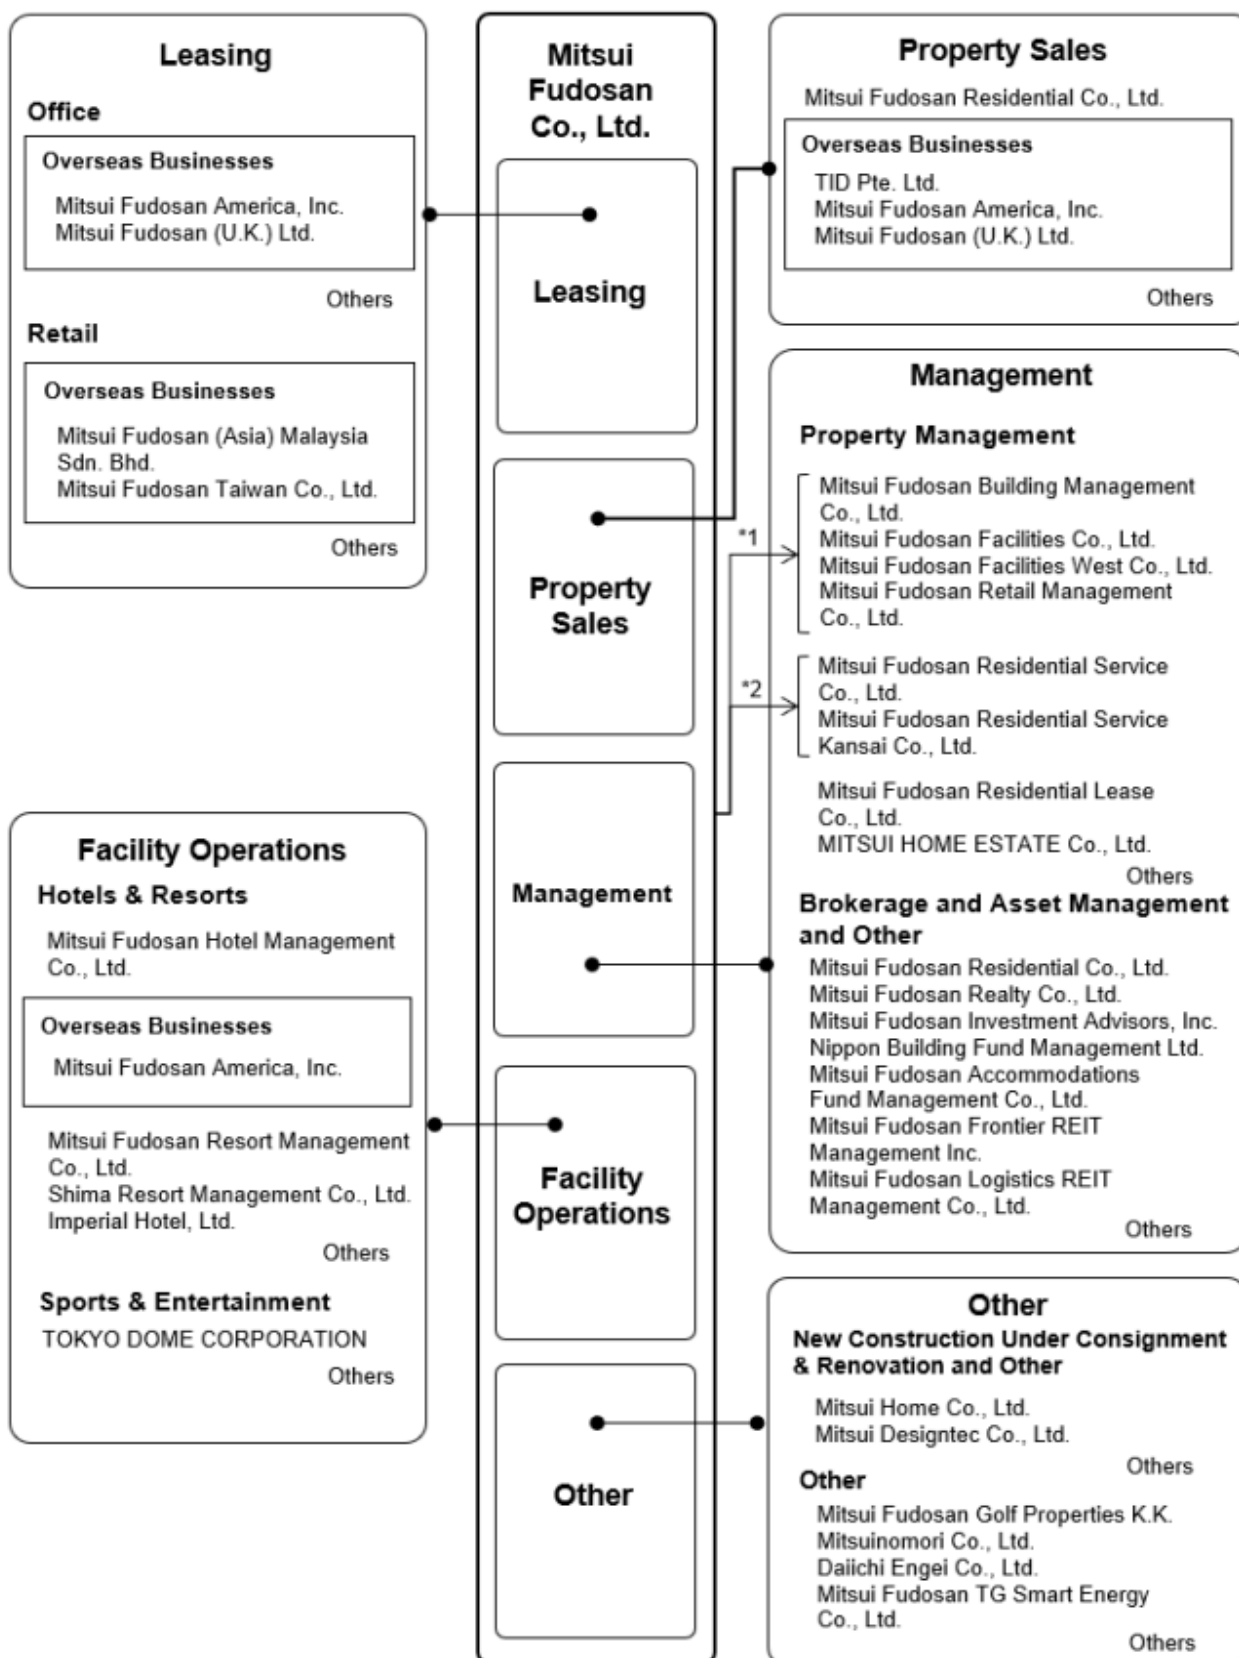 Leasing
Office
Overseas Businesses
Mitsui Fudosan America, Inc.
Mitsui Fudosan (U.K.) Ltd.
Others
Retail
Overseas Businesses
Mitsui Fudosan (Asia) Malaysia
Sdn. Bhd.
Mitsui Fudosan Taiwan Co., Ltd.
Others
Facility Operations
Hotels & Resorts
Mitsui Fudosan Hotel Management
Co., Ltd.
Overseas Businesses
Mitsui Fudosan America, Inc.
Mitsui Fudosan Resort Management
Co., Ltd.
Shima Resort Management Co., Ltd.
Imperial Hotel, Ltd.
Others
Sports & Entertainment
TOKYO DOME CORPORATION
Others
Mitsui
Fudosan
Co., Ltd.
Leasing
Property
Sales
Management
Facility
Operations
Other
Property Sales
Mitsui Fudosan Residential Co., Ltd.
Overseas Businesses
TID Pte. Ltd.
Mitsui Fudosan America, Inc.
Mitsui Fudosan (U.K.) Ltd.
Others
Management
Property Management
*1
Mitsui Fudosan Building Management
Co., Ltd.
Mitsui Fudosan Facilities Co., Ltd.
Mitsui Fudosan Facilities West Co., Ltd.
Mitsui Fudosan Retail Management
Co., Ltd.
*2
Mitsui Fudosan Residential Service
Co., Ltd.
Mitsui Fudosan Residential Service
Kansai Co., Ltd.
Mitsui Fudosan Residential Lease
Co., Ltd.
MITSUI HOME ESTATE Co., Ltd.
Others
Brokerage and Asset Management
and Other
Mitsui Fudosan Residential Co., Ltd.
Mitsui Fudosan Realty Co., Ltd.
Mitsui Fudosan Investment Advisors, Inc.
Nippon Building Fund Management Ltd.
Mitsui Fudosan Accommodations
Fund Management Co., Ltd.
Mitsui Fudosan Frontier REIT
Management Inc.
Mitsui Fudosan Logistics REIT
Management Co., Ltd.
Others
Other
New Construction Under Consignment
& Renovation and Other
Mitsui Home Co., Ltd.
Mitsui Designtec Co., Ltd.
Others
Other
Mitsui Fudosan Golf Properties K.K.
Mitsuinomori Co., Ltd.
Daiichi Engei Co., Ltd.
Mitsui Fudosan TG Smart Energy
Co., Ltd.
Others